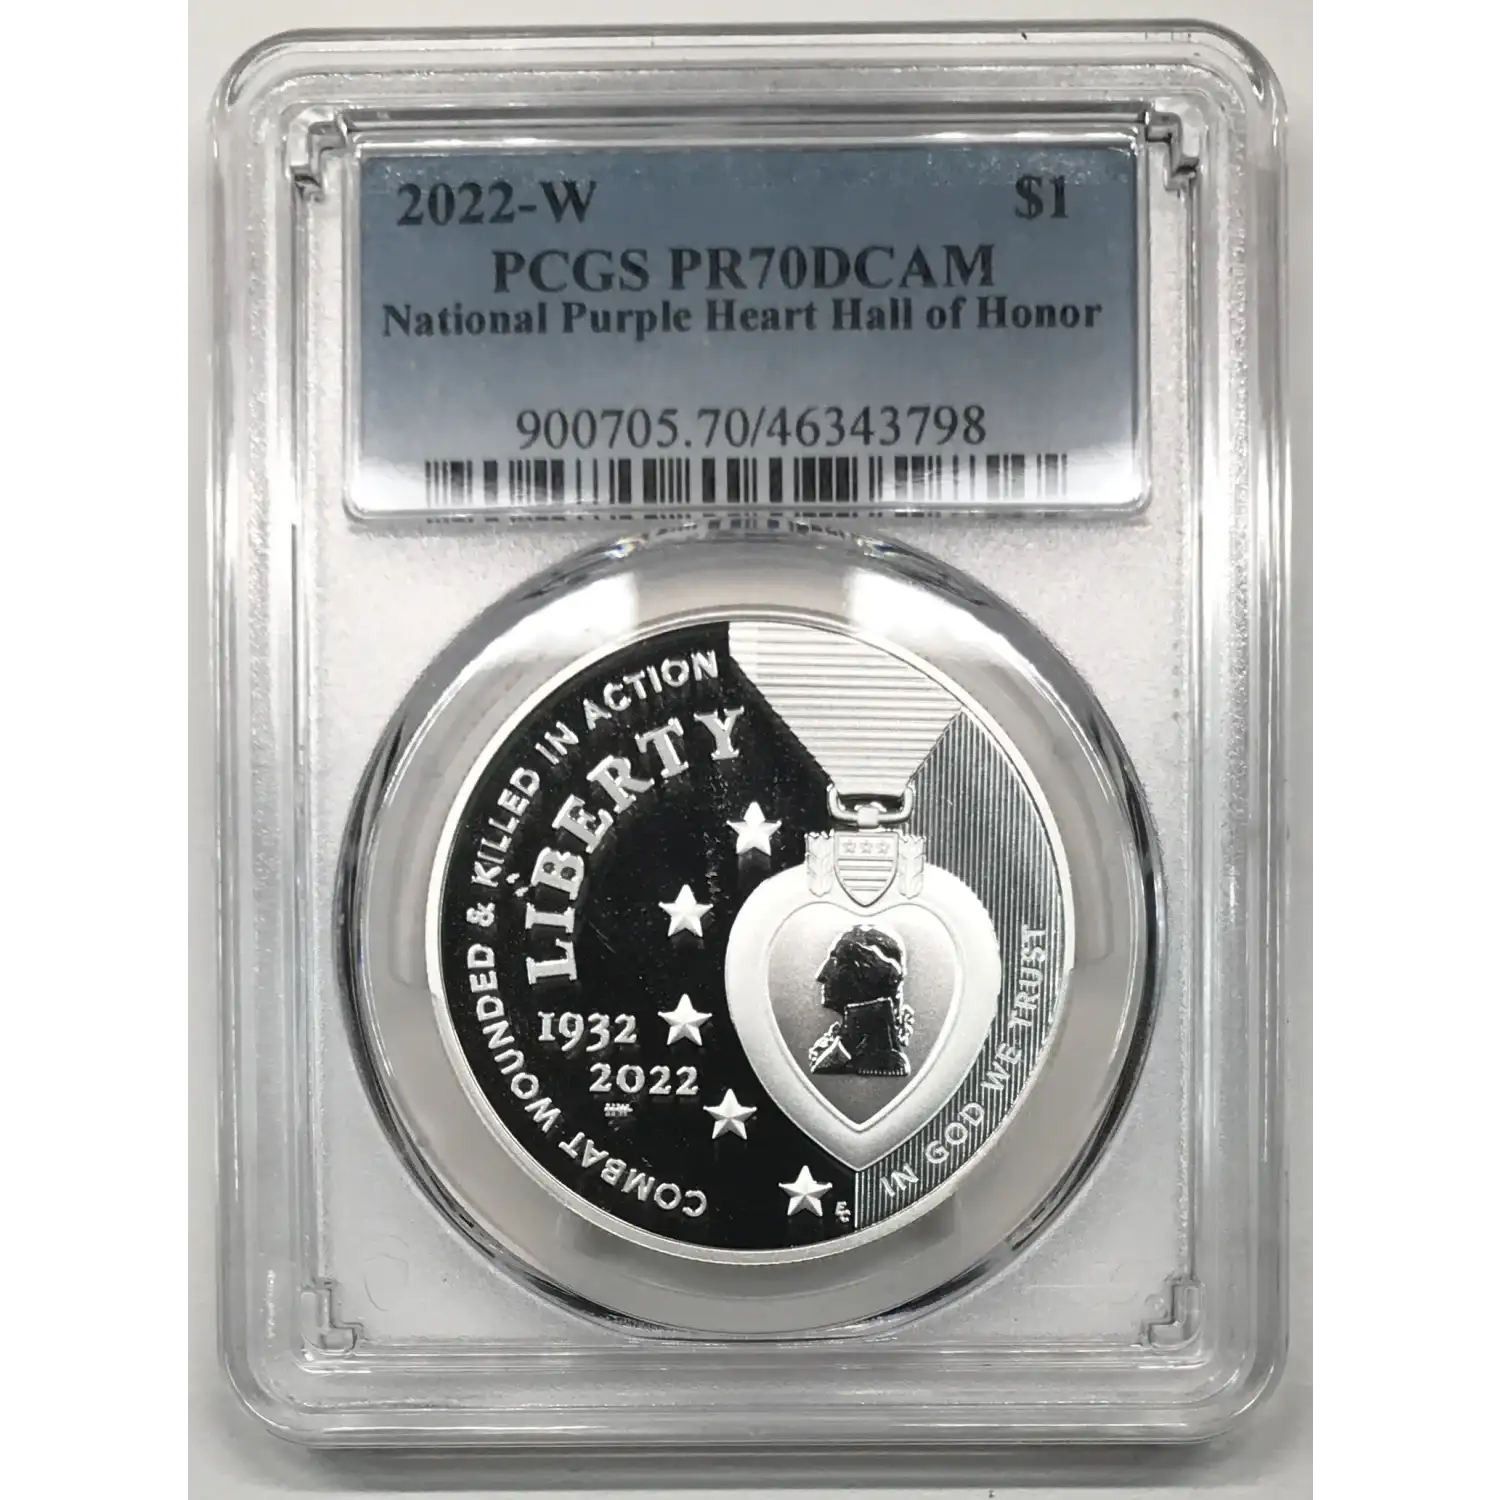 2022-W $1
PCGS PR70DCAM
National Purple Heart Hall of Honor
900705.70/46343798
COMBAT WOUNDED & KILLED IN ACTION
LIBERTY
1932
2022
W
IN GOD WE TRUST
EC